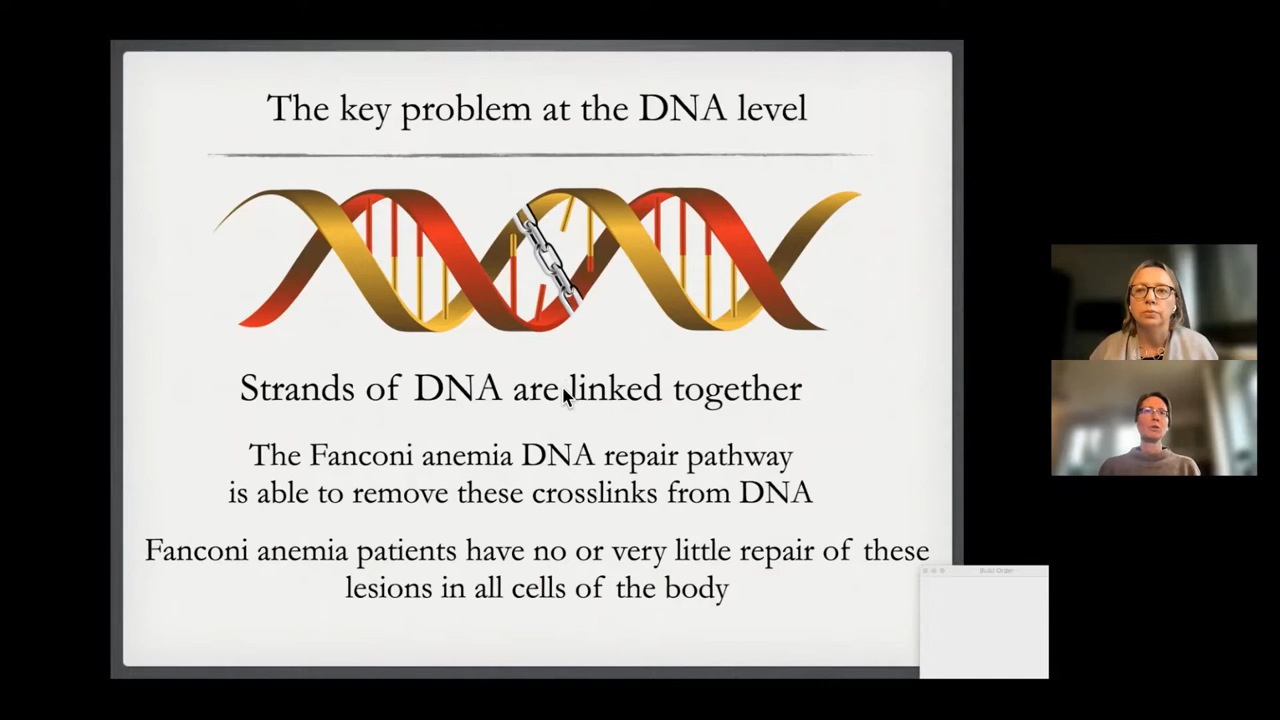 The key problem at the DNA level
Strands of DNA are linked together
The Fanconi anemia DNA repair pathway
is able to remove these crosslinks from DNA
Fanconi anemia patients have no or very little repair of these
lesions in all cells of the body
Build Order